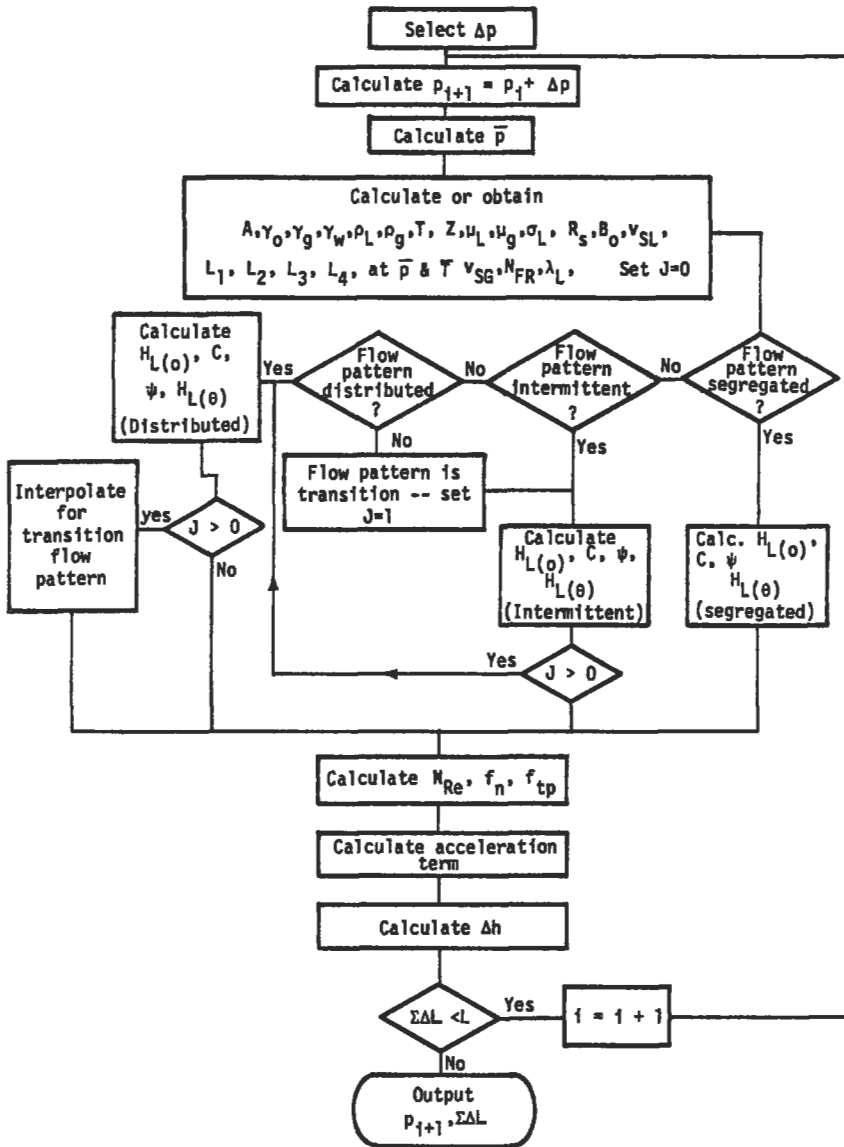 Select Δp
Calculate p_{i+1} = p_i + Δp
Calculate p̅
Calculate or obtain
A,γ_o,γ_g,γ_w,ρ_L,ρ_g,T, Z,μ_L,μ_g,σ_L, R_s,B_o,v_SL,
L_1, L_2, L_3, L_4, at p̅ & T̅ v_SG,N_FR,λ_L, Set J=0
Calculate
H_L(o), C,
ψ, H_L(θ)
(Distributed)
Yes
Flow
pattern
distributed
?
No
Flow
pattern
intermittent
?
No
Flow
pattern
segregated
?
No
Yes
Yes
Flow pattern is
transition -- set
J=1
Interpolate
for
transition
flow
pattern
yes
J > 0
No
Calculate
H_L(o), C, ψ,
H_L(θ)
(Intermittent)
Calc. H_L(o),
C, ψ
H_L(θ)
(segregated)
Yes
J > 0
Calculate N_Re, f_n, f_tp
Calculate acceleration
term
Calculate Δh
ΣΔL <L
Yes
i = i + 1
No
Output
p_{i+1},ΣΔL